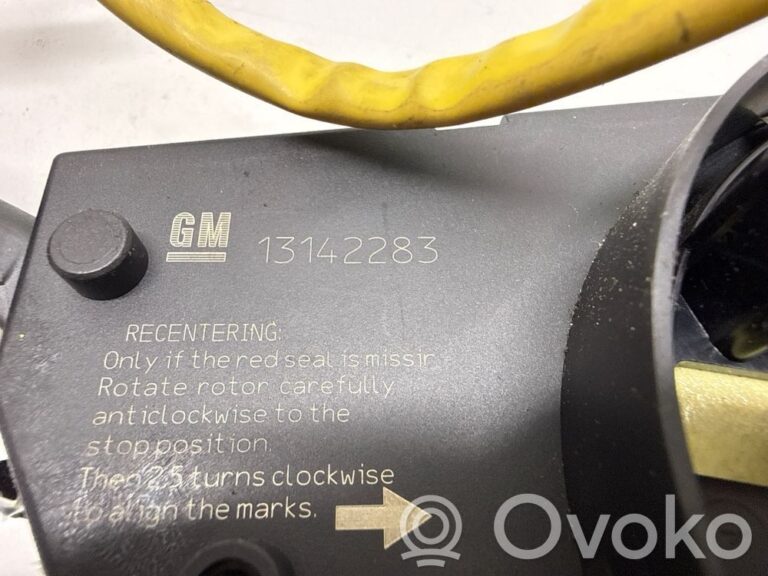 GM 13142283
RECENTERING:
Only if the red seal is missin
Rotate rotor carefully
anticlockwise to the
stop position.
Then 2,5 turns clockwise
to align the marks.
Ovoko